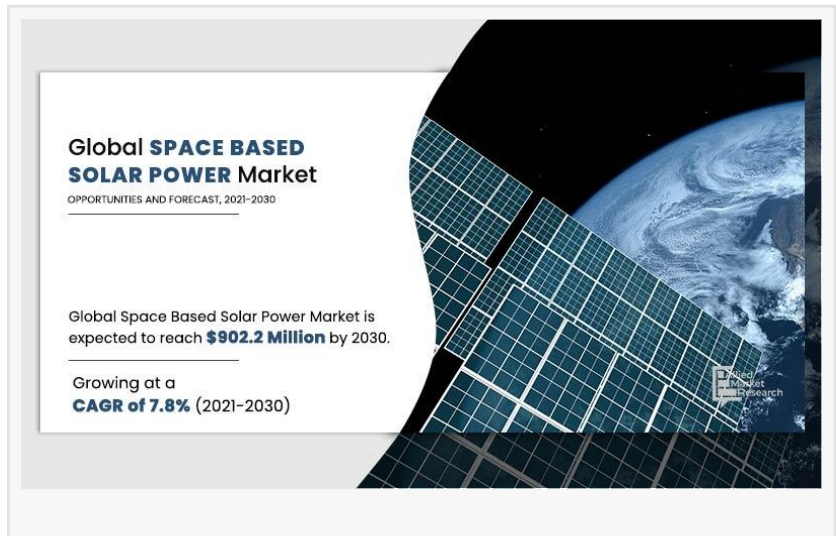 Global SPACE BASED
SOLAR POWER Market
OPPORTUNITIES AND FORECAST, 2021-2030
Global Space Based Solar Power Market is
expected to reach $902.2 Million by 2030.
Growing at a
CAGR of 7.8% (2021-2030)
Allied
Market
Research